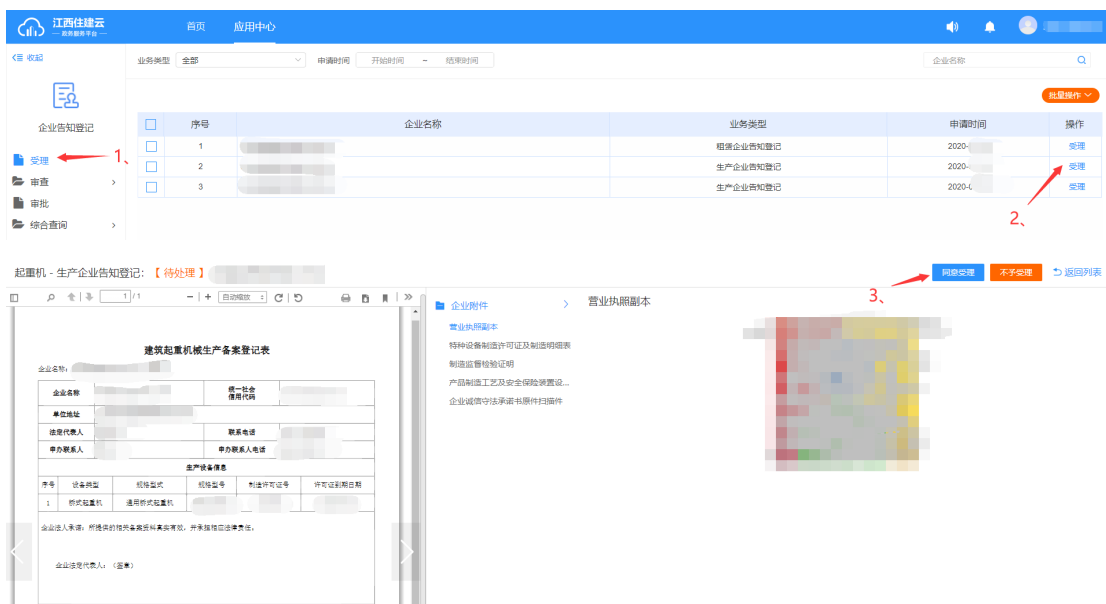 江西住建云
— 政务服务平台 —
首页
应用中心
收起
业务类型
全部
申请时间
开始时间 - 结束时间
企业名称
批量操作
企业告知登记
序号 企业名称 业务类型 申请时间 操作
受理
1、
1 租赁企业告知登记 2020- 受理
审查
2 生产企业告知登记 2020- 受理
审批
3 生产企业告知登记 2020-0 受理
综合查询
2、
起重机 - 生产企业告知登记:【 待处理 】
同意受理
不予受理
返回列表
3、
1 / 1
自动缩放
企业附件
营业执照副本
营业执照副本
特种设备制造许可证及制造明细表
制造监督检验证明
产品制造工艺及安全保险装置设...
企业诚信守法承诺书原件扫描件
建筑起重机械生产备案登记表
企业名称:
企业名称 统一社会信用代码
单位地址
法定代表人 联系电话
申办联系人 申办联系人电话
生产设备信息
序号 设备类型 规格型式 规格型号 制造许可证号 许可证到期日期
1 桥式起重机 通用桥式起重机
企业法人承诺:所提供的相关备案资料真实有效,并承担相应法律责任。
企业法定代表人:(签章)